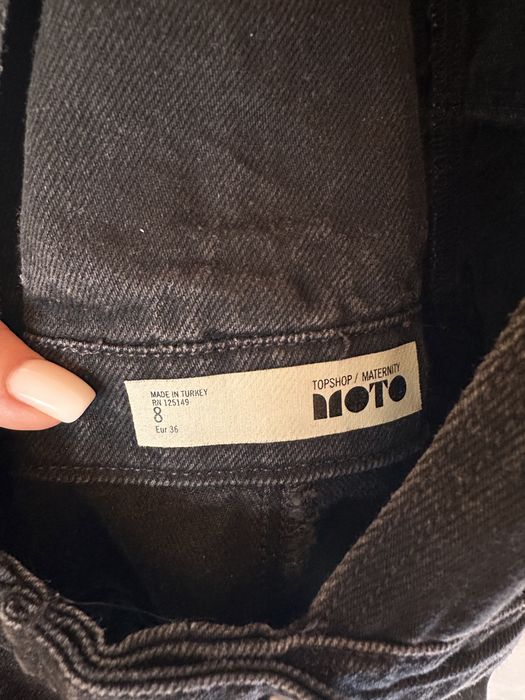 MADE IN TURKEY
RN 125149
8
Eur 36
TOPSHOP / MATERNITY
MOTO